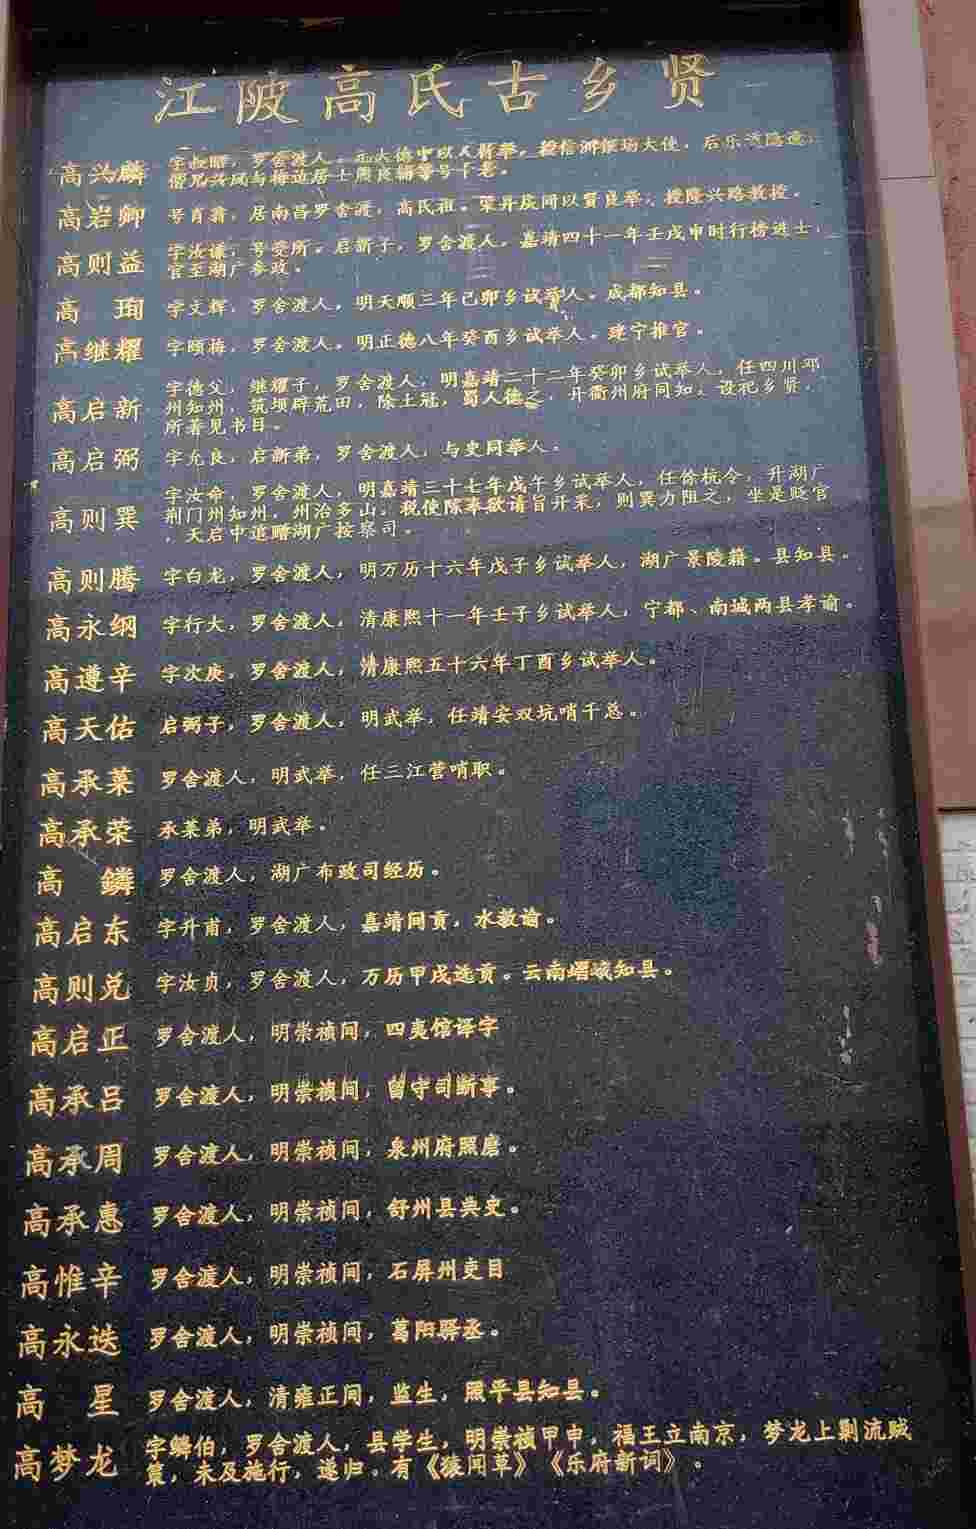 江陂高氏古乡贤
高兴麟 字叔瞻，罗舍渡人。元大德中以人材举，授信洲银场大使，后乐清隐遗，
偕兄兴凤与梅边居士熊良辅等号十老。
高岩卿 号肖翁，居南昌罗舍渡，高氏祖。荣升庆同以贤良举，授隆兴路教授。
高则益 字汝谦，号受所。启新子，罗舍渡人。嘉靖四十一年壬戌申时行榜进士，
官至湖广参政。
高珣 字文辉，罗舍渡人，明天顺三年己卯乡试举人。成都知县。
高继耀 字颐梅，罗舍渡人。明正德八年癸酉乡试举人。建宁推官。
高启新 字德父，继耀子，罗舍渡人，明嘉靖二十二年癸卯乡试举人，任四川邓
州知州，筑坝辟荒田，除土冠，蜀人德之，升衢州府同知。设祀乡贤，
所著见书目。
高启弼 字允良，启新弟，罗舍渡人，与史同举人。
高则巽 字汝命，罗舍渡人，明嘉靖三十七年戊午乡试举人，任馀杭令，升湖广
荆门州知州，州治多山，税使陈奉欲请旨开采，则巽力阻之，坐是贬官
，天启中追赠湖广按察司。
高则腾 字白龙，罗舍渡人，明万历十六年戊子乡试举人，湖广景陵籍。县知县。
高永纲 字行大，罗舍渡人，清康熙十一年壬子乡试举人，宁都、南城两县孝谕。
高遵辛 字次庚，罗舍渡人，清康熙五十六年丁酉乡试举人。
高天佑 启弼子，罗舍渡人，明武举，任靖安双坑哨千总。
高承莱 罗舍渡人，明武举，任三江营哨职。
高承荣 承莱弟，明武举。
高鏻 罗舍渡人，湖广布政司经历。
高启东 字升甫，罗舍渡人，嘉靖间贡，水教谕。
高则兑 字汝贞，罗舍渡人，万历甲戌选贡。云南嶍峨知县。
高启正 罗舍渡人，明崇祯间，四夷馆译字
高承吕 罗舍渡人，明崇祯间，留守司断事。
高承周 罗舍渡人，明崇祯间，泉州府照磨。
高承惠 罗舍渡人，明崇祯间，舒州县典史。
高惟辛 罗舍渡人，明崇祯间，石屏州吏目
高永迭 罗舍渡人，明崇祯间，葛阳驿丞。
高星 罗舍渡人，清雍正间，监生，照平县知县。
高梦龙 字鳞伯，罗舍渡人，县学生，明崇祯甲申，福王立南京，梦龙上剿流贼
策，未及施行，遂归。有《猿闻草》《乐府新词》。